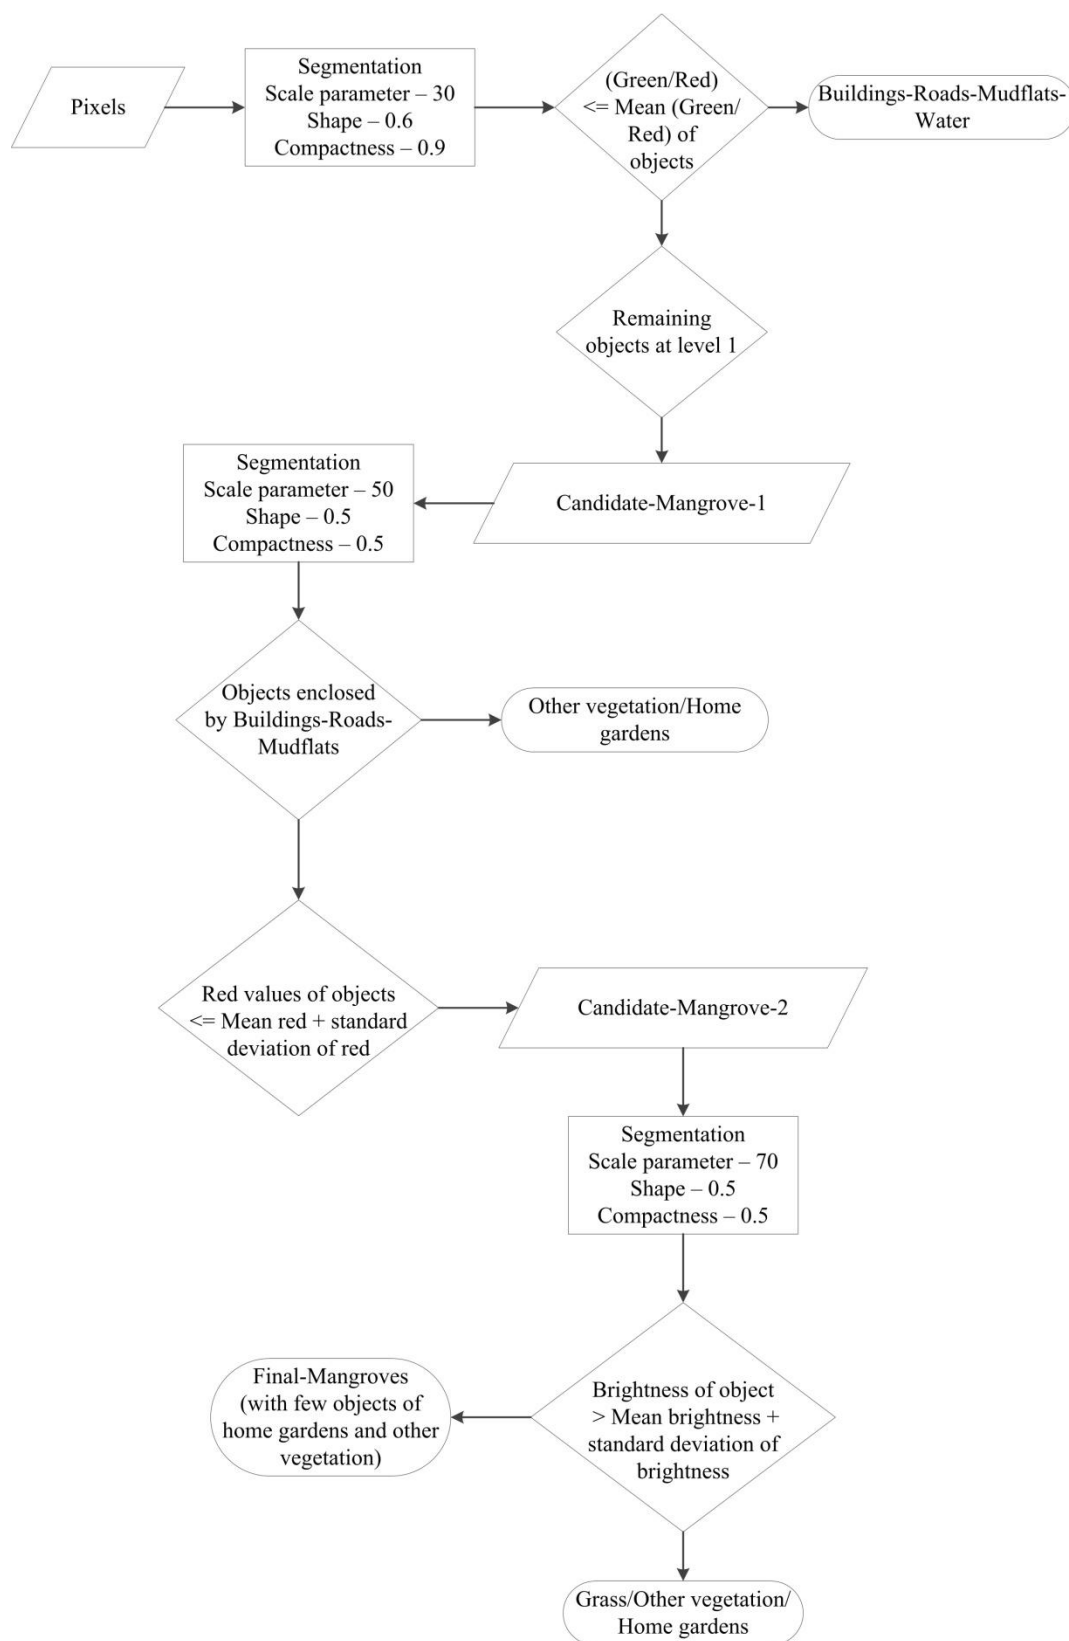 Pixels
Segmentation
Scale parameter – 30
Shape – 0.6
Compactness – 0.9
(Green/Red)
<= Mean (Green/
Red) of
objects
Buildings-Roads-Mudflats-
Water
Remaining
objects at level 1
Candidate-Mangrove-1
Segmentation
Scale parameter – 50
Shape – 0.5
Compactness – 0.5
Objects enclosed
by Buildings-Roads-
Mudflats
Other vegetation/Home
gardens
Red values of objects
<= Mean red + standard
deviation of red
Candidate-Mangrove-2
Segmentation
Scale parameter – 70
Shape – 0.5
Compactness – 0.5
Brightness of object
> Mean brightness +
standard deviation of
brightness
Final-Mangroves
(with few objects of
home gardens and other
vegetation)
Grass/Other vegetation/
Home gardens